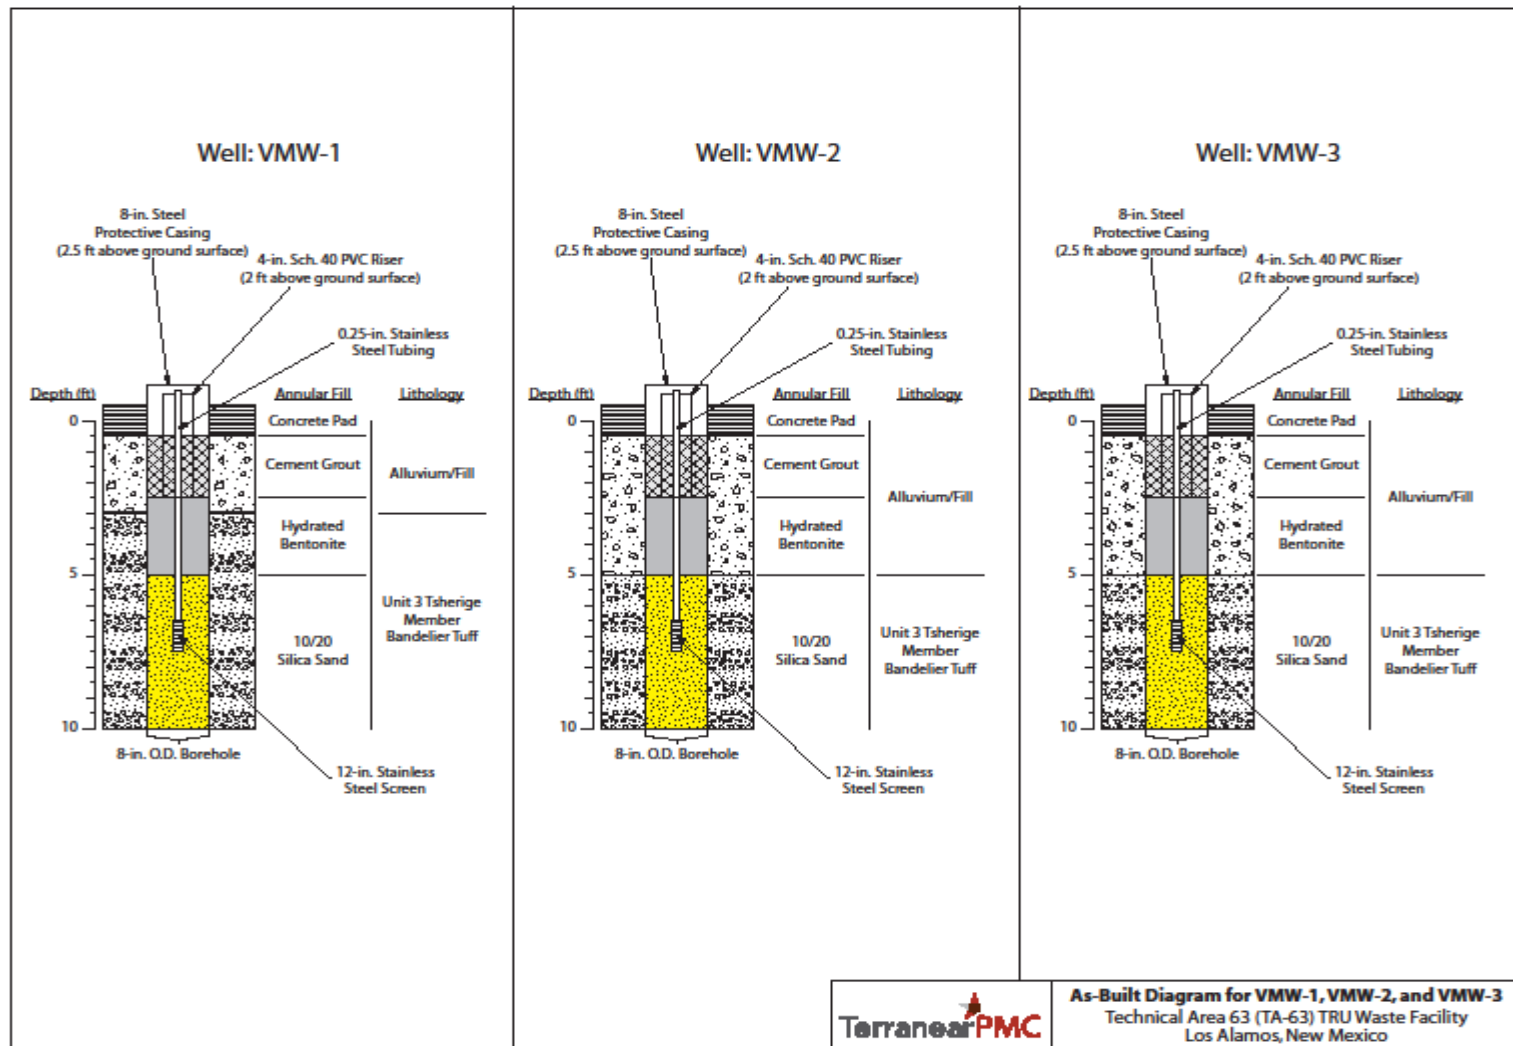 Well: VMW-1
8-in. Steel
Protective Casing
(2.5 ft above ground surface)
4-in. Sch. 40 PVC Riser
(2 ft above ground surface)
0.25-in. Stainless
Steel Tubing
Depth (ft)
Annular Fill
Lithology
0
Concrete Pad
Cement Grout
Alluvium/Fill
Hydrated
Bentonite
5
Unit 3 Tsherige
Member
Bandelier Tuff
10/20
Silica Sand
10
8-in. O.D. Borehole
12-in. Stainless
Steel Screen
Well: VMW-2
8-in. Steel
Protective Casing
(2.5 ft above ground surface)
4-in. Sch. 40 PVC Riser
(2 ft above ground surface)
0.25-in. Stainless
Steel Tubing
Depth (ft)
Annular Fill
Lithology
0
Concrete Pad
Cement Grout
Alluvium/Fill
Hydrated
Bentonite
5
Unit 3 Tsherige
Member
Bandelier Tuff
10/20
Silica Sand
10
8-in. O.D. Borehole
12-in. Stainless
Steel Screen
Well: VMW-3
8-in. Steel
Protective Casing
(2.5 ft above ground surface)
4-in. Sch. 40 PVC Riser
(2 ft above ground surface)
0.25-in. Stainless
Steel Tubing
Depth (ft)
Annular Fill
Lithology
0
Concrete Pad
Cement Grout
Alluvium/Fill
Hydrated
Bentonite
5
Unit 3 Tsherige
Member
Bandelier Tuff
10/20
Silica Sand
10
8-in. O.D. Borehole
12-in. Stainless
Steel Screen
TerranearPMC
As-Built Diagram for VMW-1, VMW-2, and VMW-3
Technical Area 63 (TA-63) TRU Waste Facility
Los Alamos, New Mexico